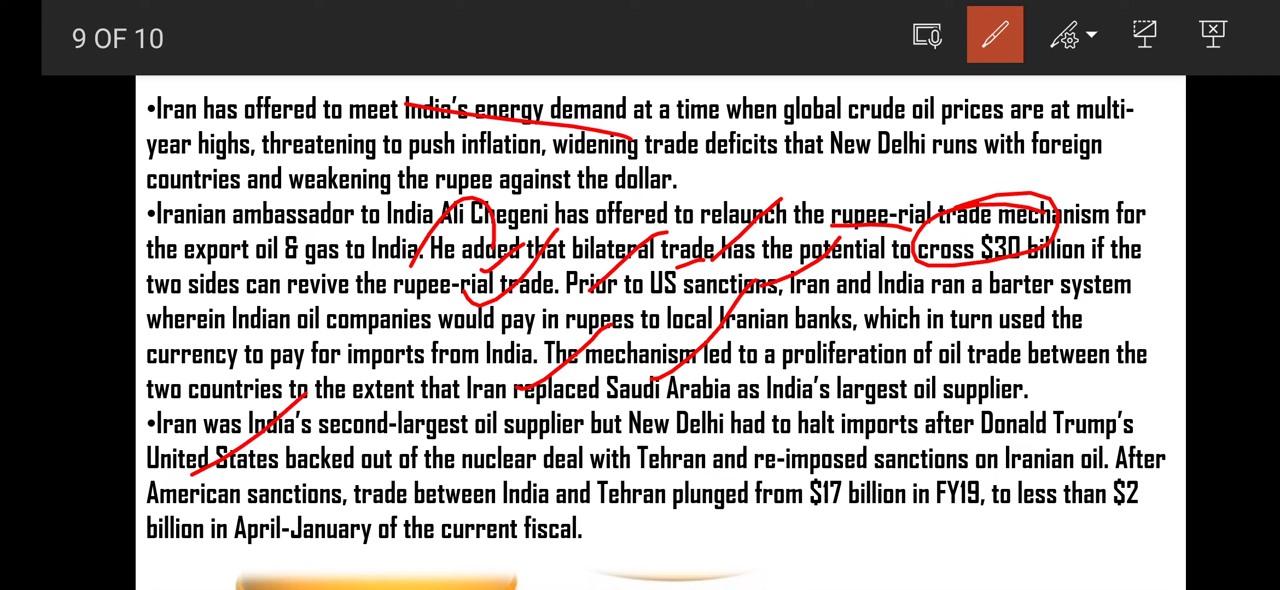 9 OF 10
•Iran has offered to meet India's energy demand at a time when global crude oil prices are at multi-
year highs, threatening to push inflation, widening trade deficits that New Delhi runs with foreign
countries and weakening the rupee against the dollar.
•Iranian ambassador to India Ali Chegeni has offered to relaunch the rupee-rial trade mechanism for
the export oil & gas to India. He added that bilateral trade has the potential to cross $30 billion if the
two sides can revive the rupee-rial trade. Prior to US sanctions, Iran and India ran a barter system
wherein Indian oil companies would pay in rupees to local Iranian banks, which in turn used the
currency to pay for imports from India. The mechanism led to a proliferation of oil trade between the
two countries to the extent that Iran replaced Saudi Arabia as India's largest oil supplier.
•Iran was India's second-largest oil supplier but New Delhi had to halt imports after Donald Trump's
United States backed out of the nuclear deal with Tehran and re-imposed sanctions on Iranian oil. After
American sanctions, trade between India and Tehran plunged from $17 billion in FY19, to less than $2
billion in April-January of the current fiscal.